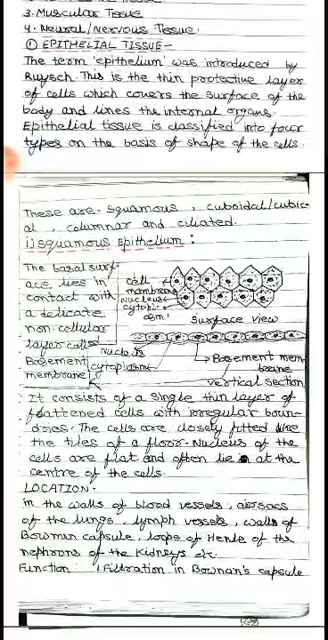 3. Muscular Tissue
4. Neural/Nervous Tissue.
① EPITHELIAL TISSUE -
The term 'epithelium' was introduced by
Ruysch. This is the thin protective layer
of cells which covers the surface of the
body and lines the internal organs.
Epithelial tissue is classified into four
types on the basis of shape of the cells.
These are - squamous, cuboidal/cubic-
al, columnar and ciliated.
i) Squamous Epithelium:
The basal surf-
ace lies in
contact with
a delicate
non-cellular
layer called
Basement
membrane
cell
membrane
nucleus
cytopl-
asm
Surface view
Nucleus
cytoplasm
Basement mem-
brane
vertical section
It consists of a single thin layer of
flattened cells with irregular boun-
dries. The cells are closely fitted like
the tiles of a floor. Nucleus of the
cells are flat and often lie at the
centre of the cells.
LOCATION -
in the walls of blood vessels, airsacs
of the lungs, lymph vessels, walls of
Bowmen capsule, loops of Henle of the
nephrons of the kidneys etc
Function: 1 Filtration in Bowman's capsule